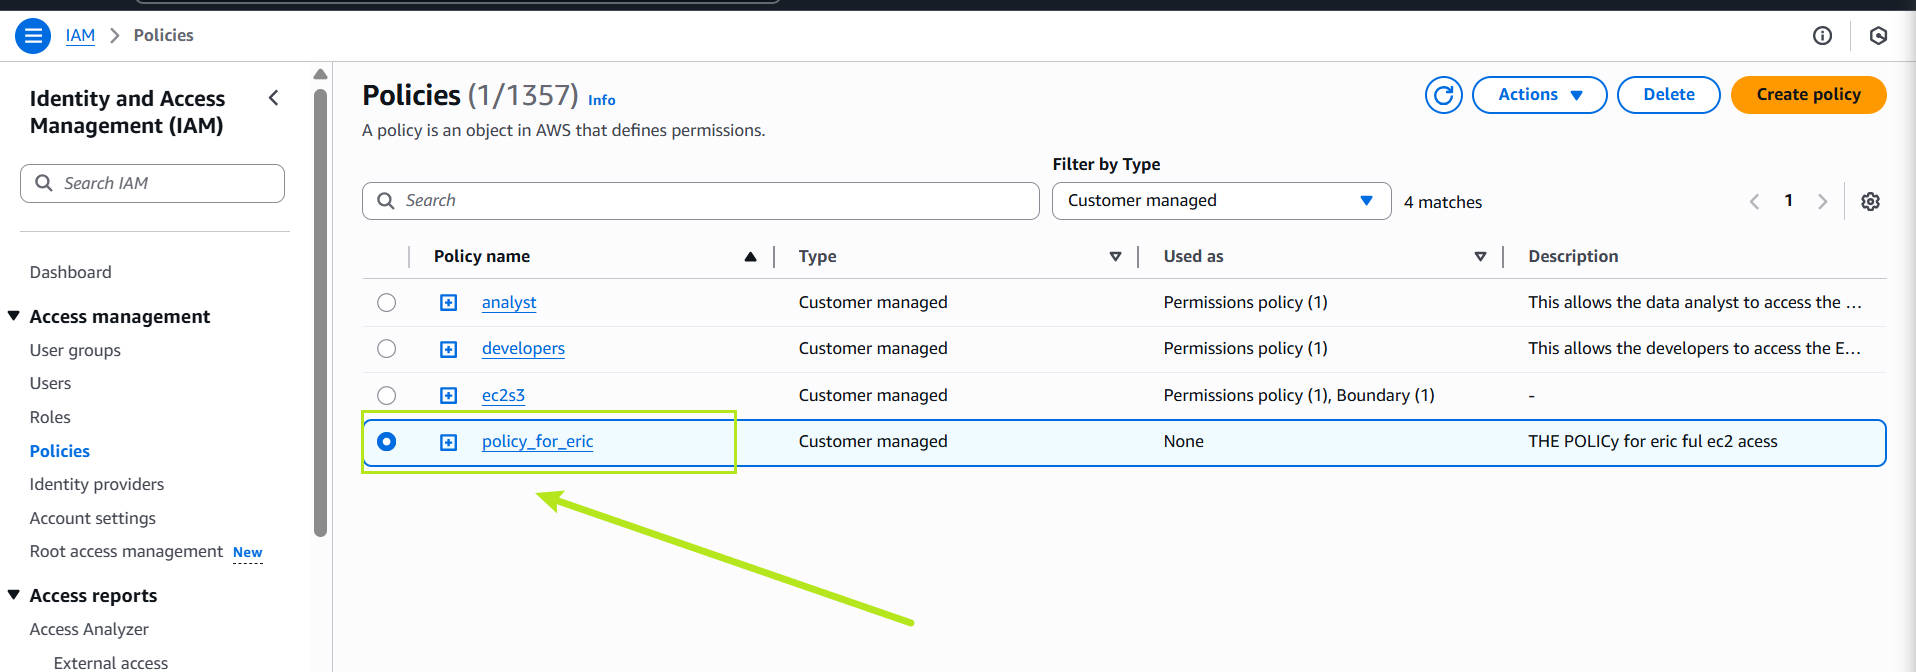 IAM > Policies
Identity and Access
Management (IAM)
Search IAM
Dashboard
Access management
User groups
Users
Roles
Policies
Identity providers
Account settings
Root access management New
Access reports
Access Analyzer
External access
Policies (1/1357) Info
A policy is an object in AWS that defines permissions.
Actions
Delete
Create policy
Filter by Type
Search
Customer managed
4 matches
1
Policy name Type Used as Description
analyst Customer managed Permissions policy (1) This allows the data analyst to access the ...
developers Customer managed Permissions policy (1) This allows the developers to access the E...
ec2s3 Customer managed Permissions policy (1), Boundary (1) -
policy_for_eric Customer managed None THE POLICy for eric ful ec2 acess